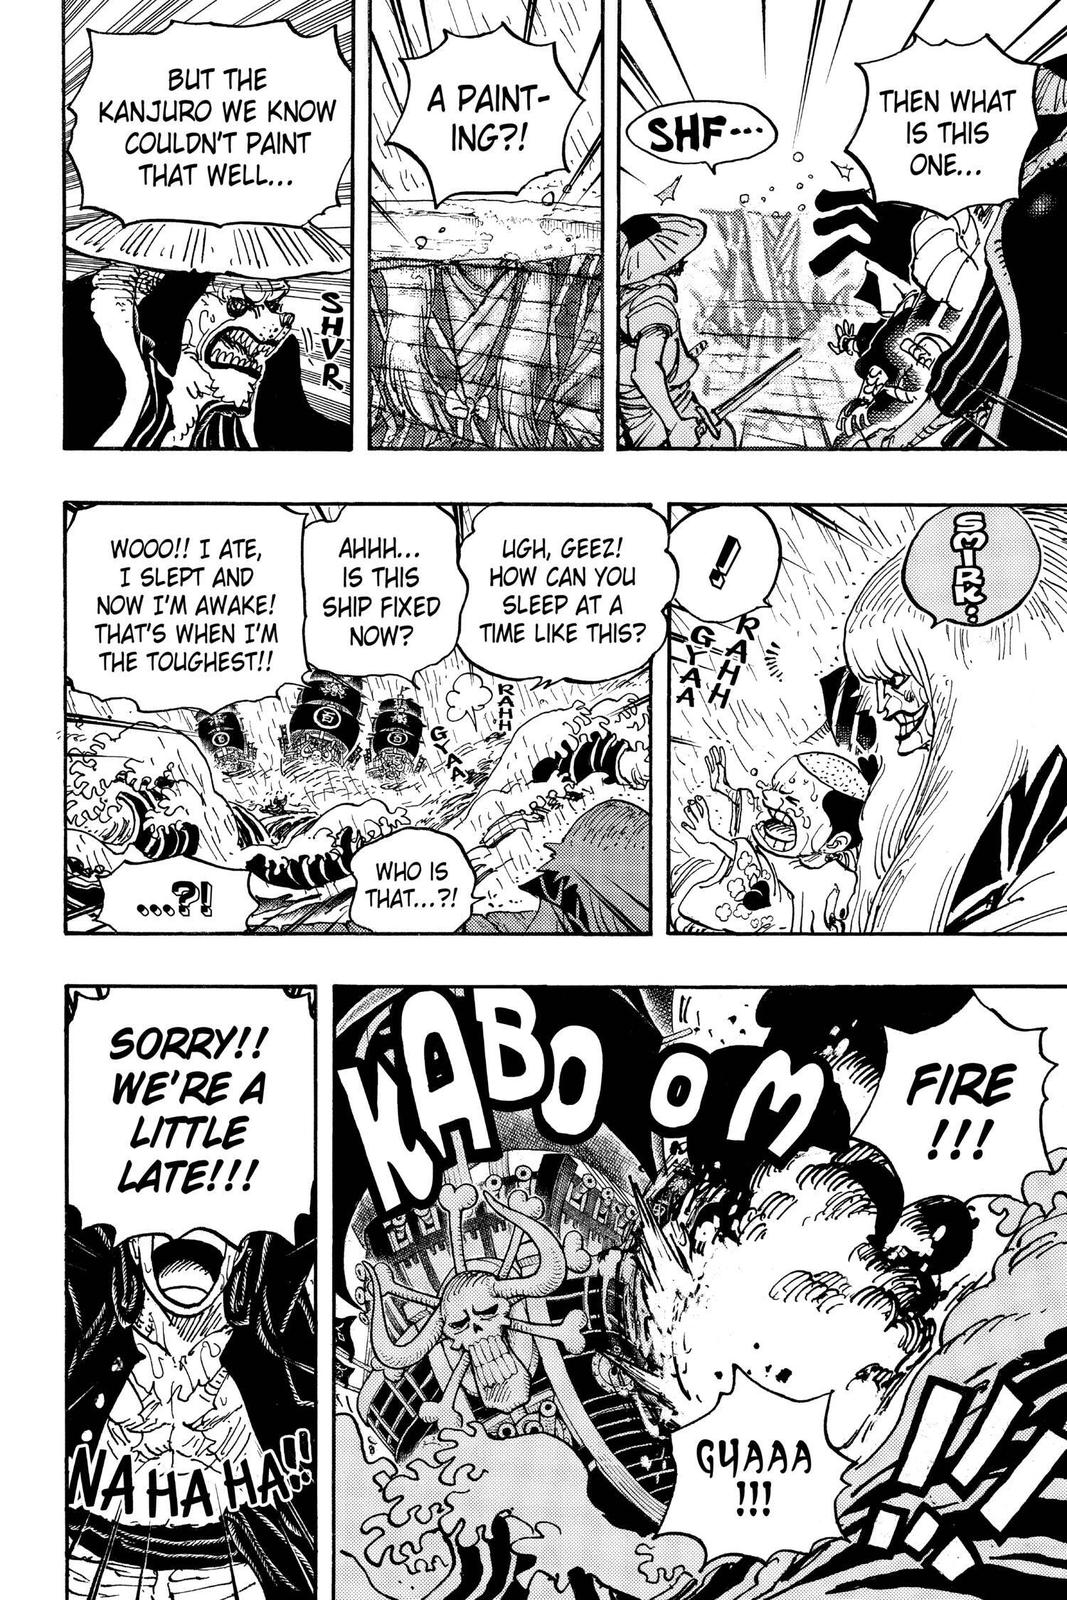 THEN WHAT
IS THIS
ONE...
SHF...
A PAINT-
ING?!
BUT THE
KANJURO WE KNOW
COULDN'T PAINT
THAT WELL...
SHVR
SMIRK.
!
RAHH
GYAA
UGH, GEEZ!
HOW CAN YOU
SLEEP AT A
TIME LIKE THIS?
AHHH...
IS THIS
SHIP FIXED
NOW?
WOOO!! I ATE,
I SLEPT AND
NOW I'M AWAKE!
THAT'S WHEN I'M
THE TOUGHEST!!
RAHH
GYAA
百
WHO IS
THAT...?!
...?!
FIRE
!!!
KABOOM
GYAAA
!!!
!!!
SORRY!!
WE'RE A
LITTLE
LATE!!!
NA HA HA!!